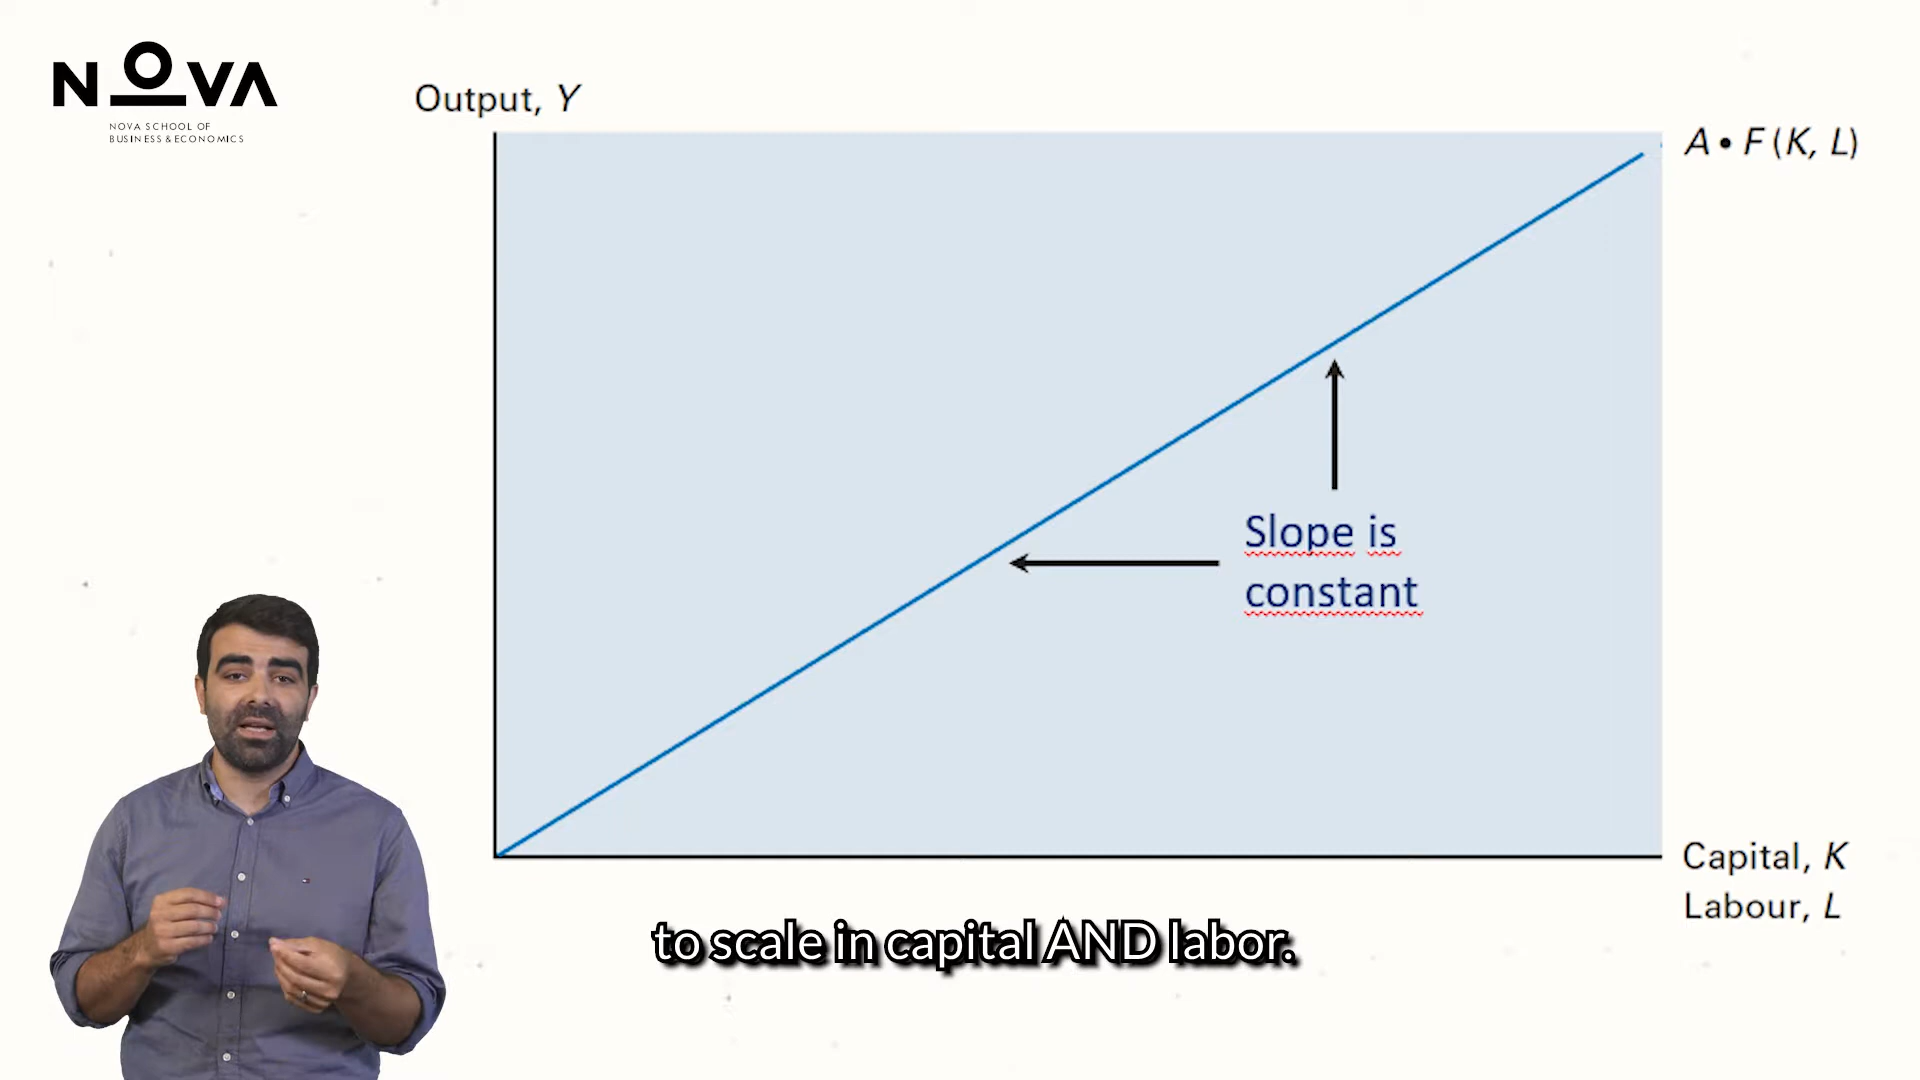 NOVA
NOVA SCHOOL OF
BUSINESS & ECONOMICS
Output, Y
A • F (K, L)
Slope is
constant
Capital, K
Labour, L
to scale in capital AND labor.